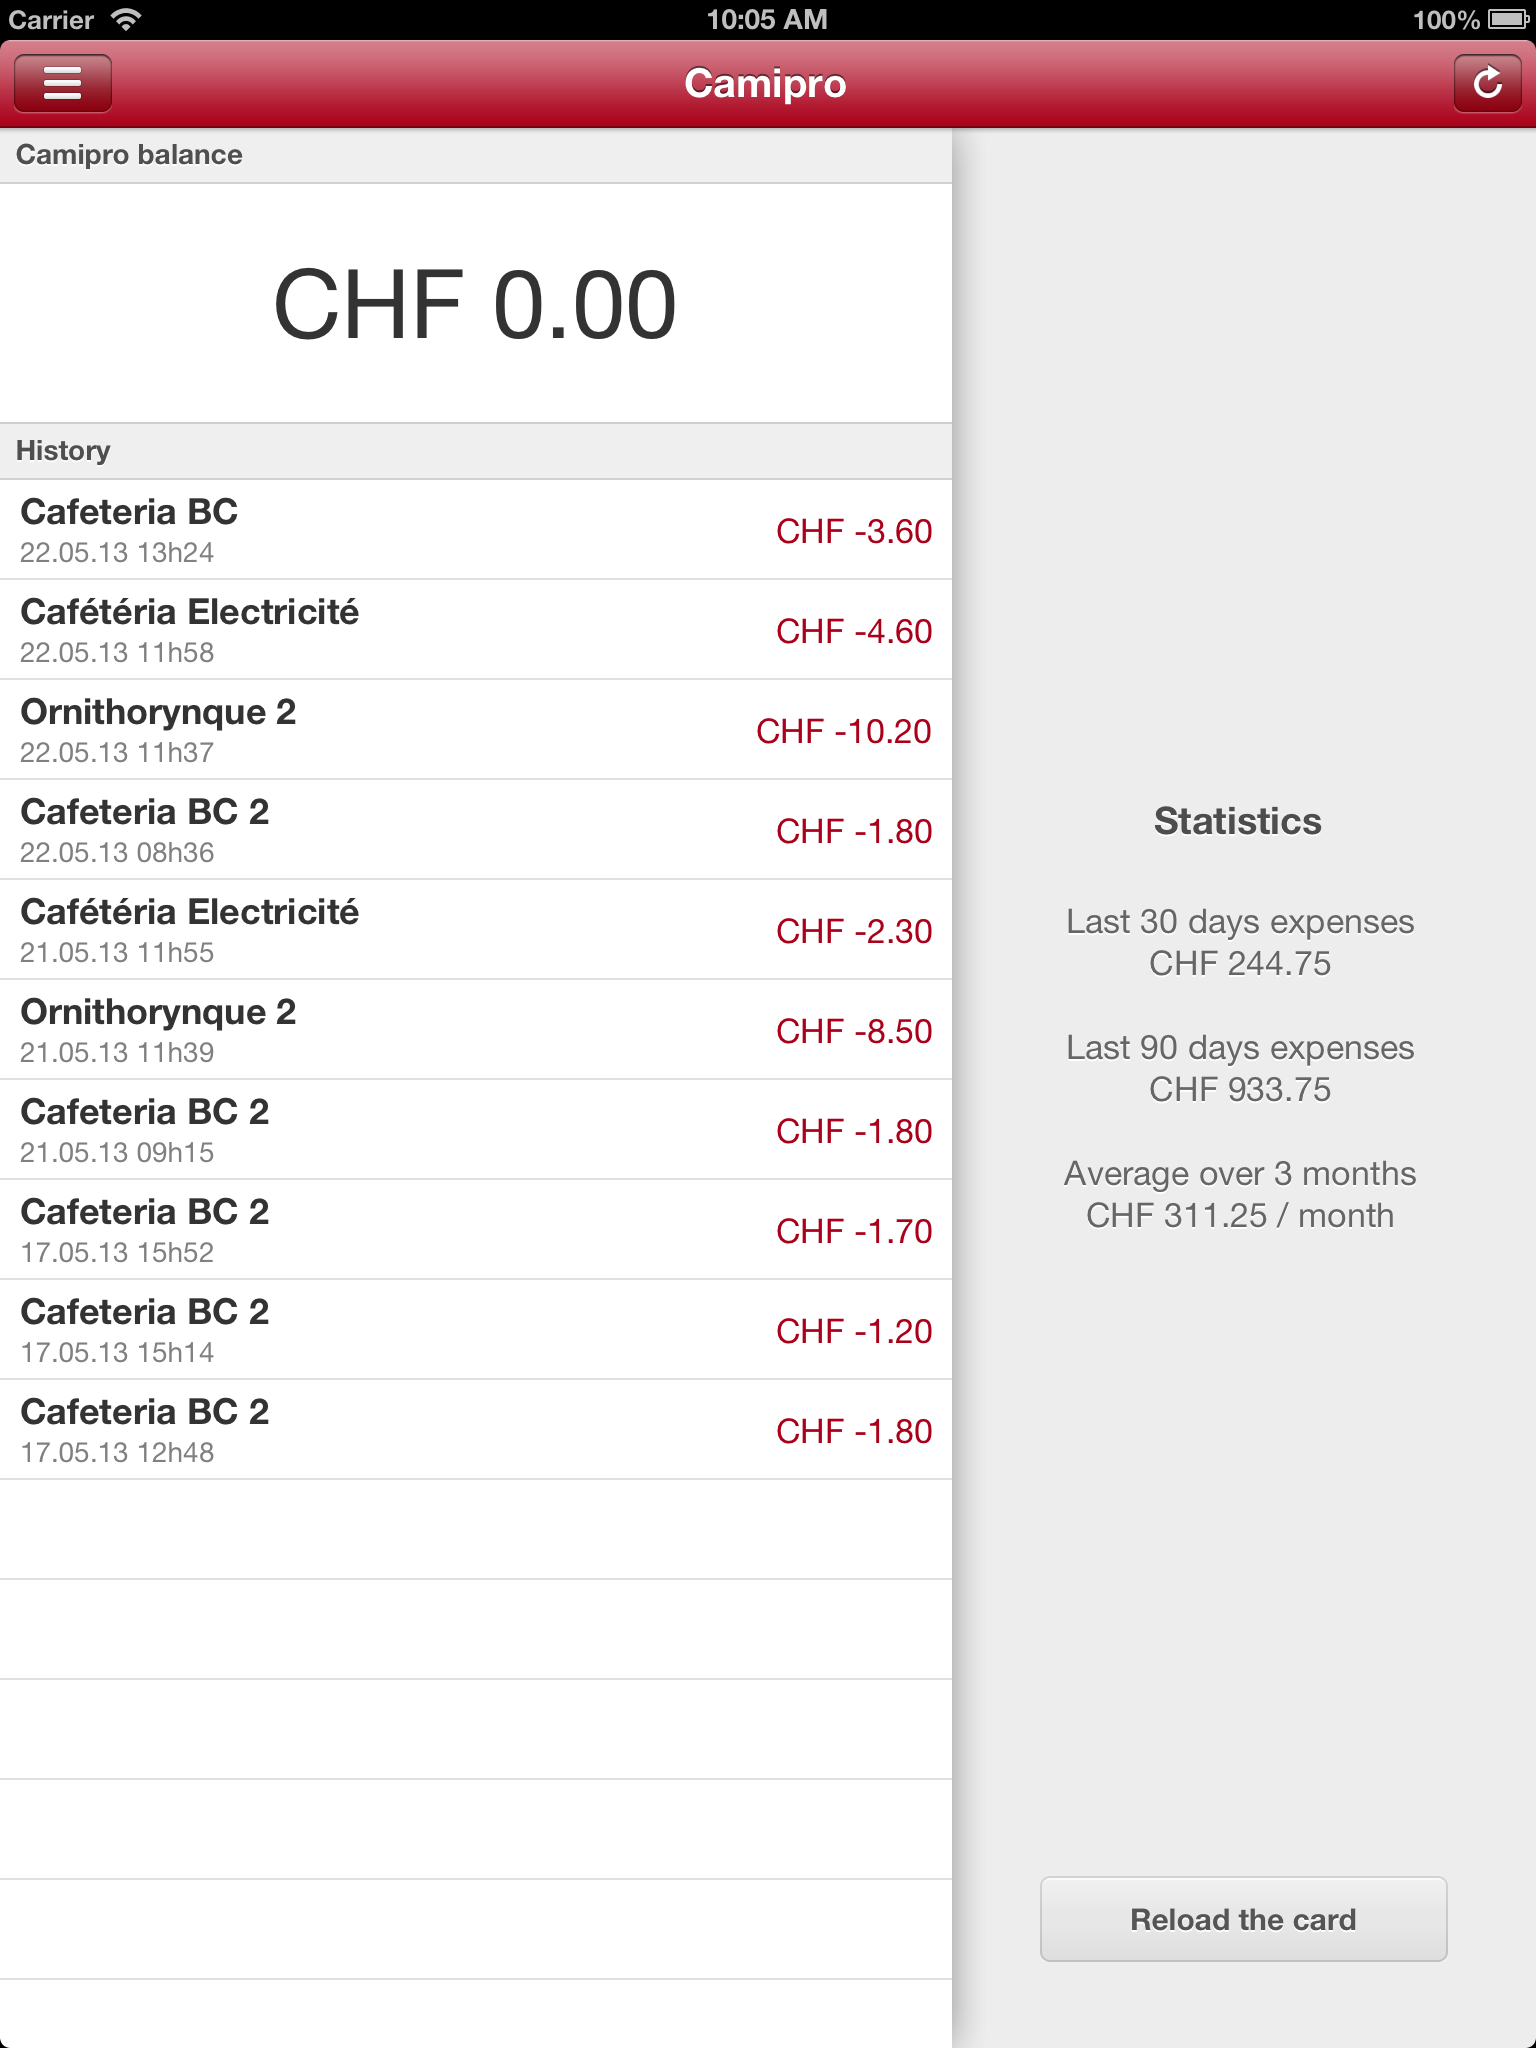 Carrier 10:05 AM 100%
Camipro
Camipro balance
CHF 0.00
History
Cafeteria BC
22.05.13 13h24
CHF -3.60
Cafétéria Electricité
22.05.13 11h58
CHF -4.60
Ornithorynque 2
22.05.13 11h37
CHF -10.20
Cafeteria BC 2
22.05.13 08h36
CHF -1.80
Cafétéria Electricité
21.05.13 11h55
CHF -2.30
Ornithorynque 2
21.05.13 11h39
CHF -8.50
Cafeteria BC 2
21.05.13 09h15
CHF -1.80
Cafeteria BC 2
17.05.13 15h52
CHF -1.70
Cafeteria BC 2
17.05.13 15h14
CHF -1.20
Cafeteria BC 2
17.05.13 12h48
CHF -1.80
Statistics
Last 30 days expenses
CHF 244.75
Last 90 days expenses
CHF 933.75
Average over 3 months
CHF 311.25 / month
Reload the card